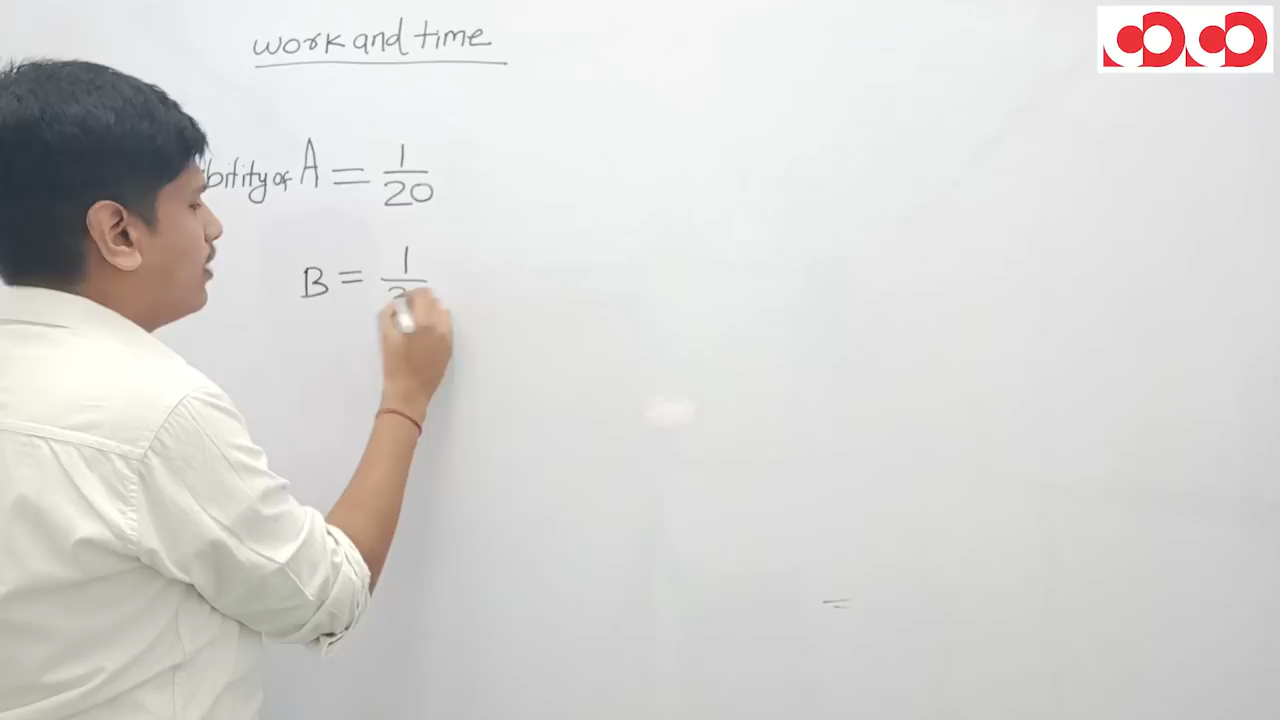 work and time
bility of A = 1/20
B = 1/
=